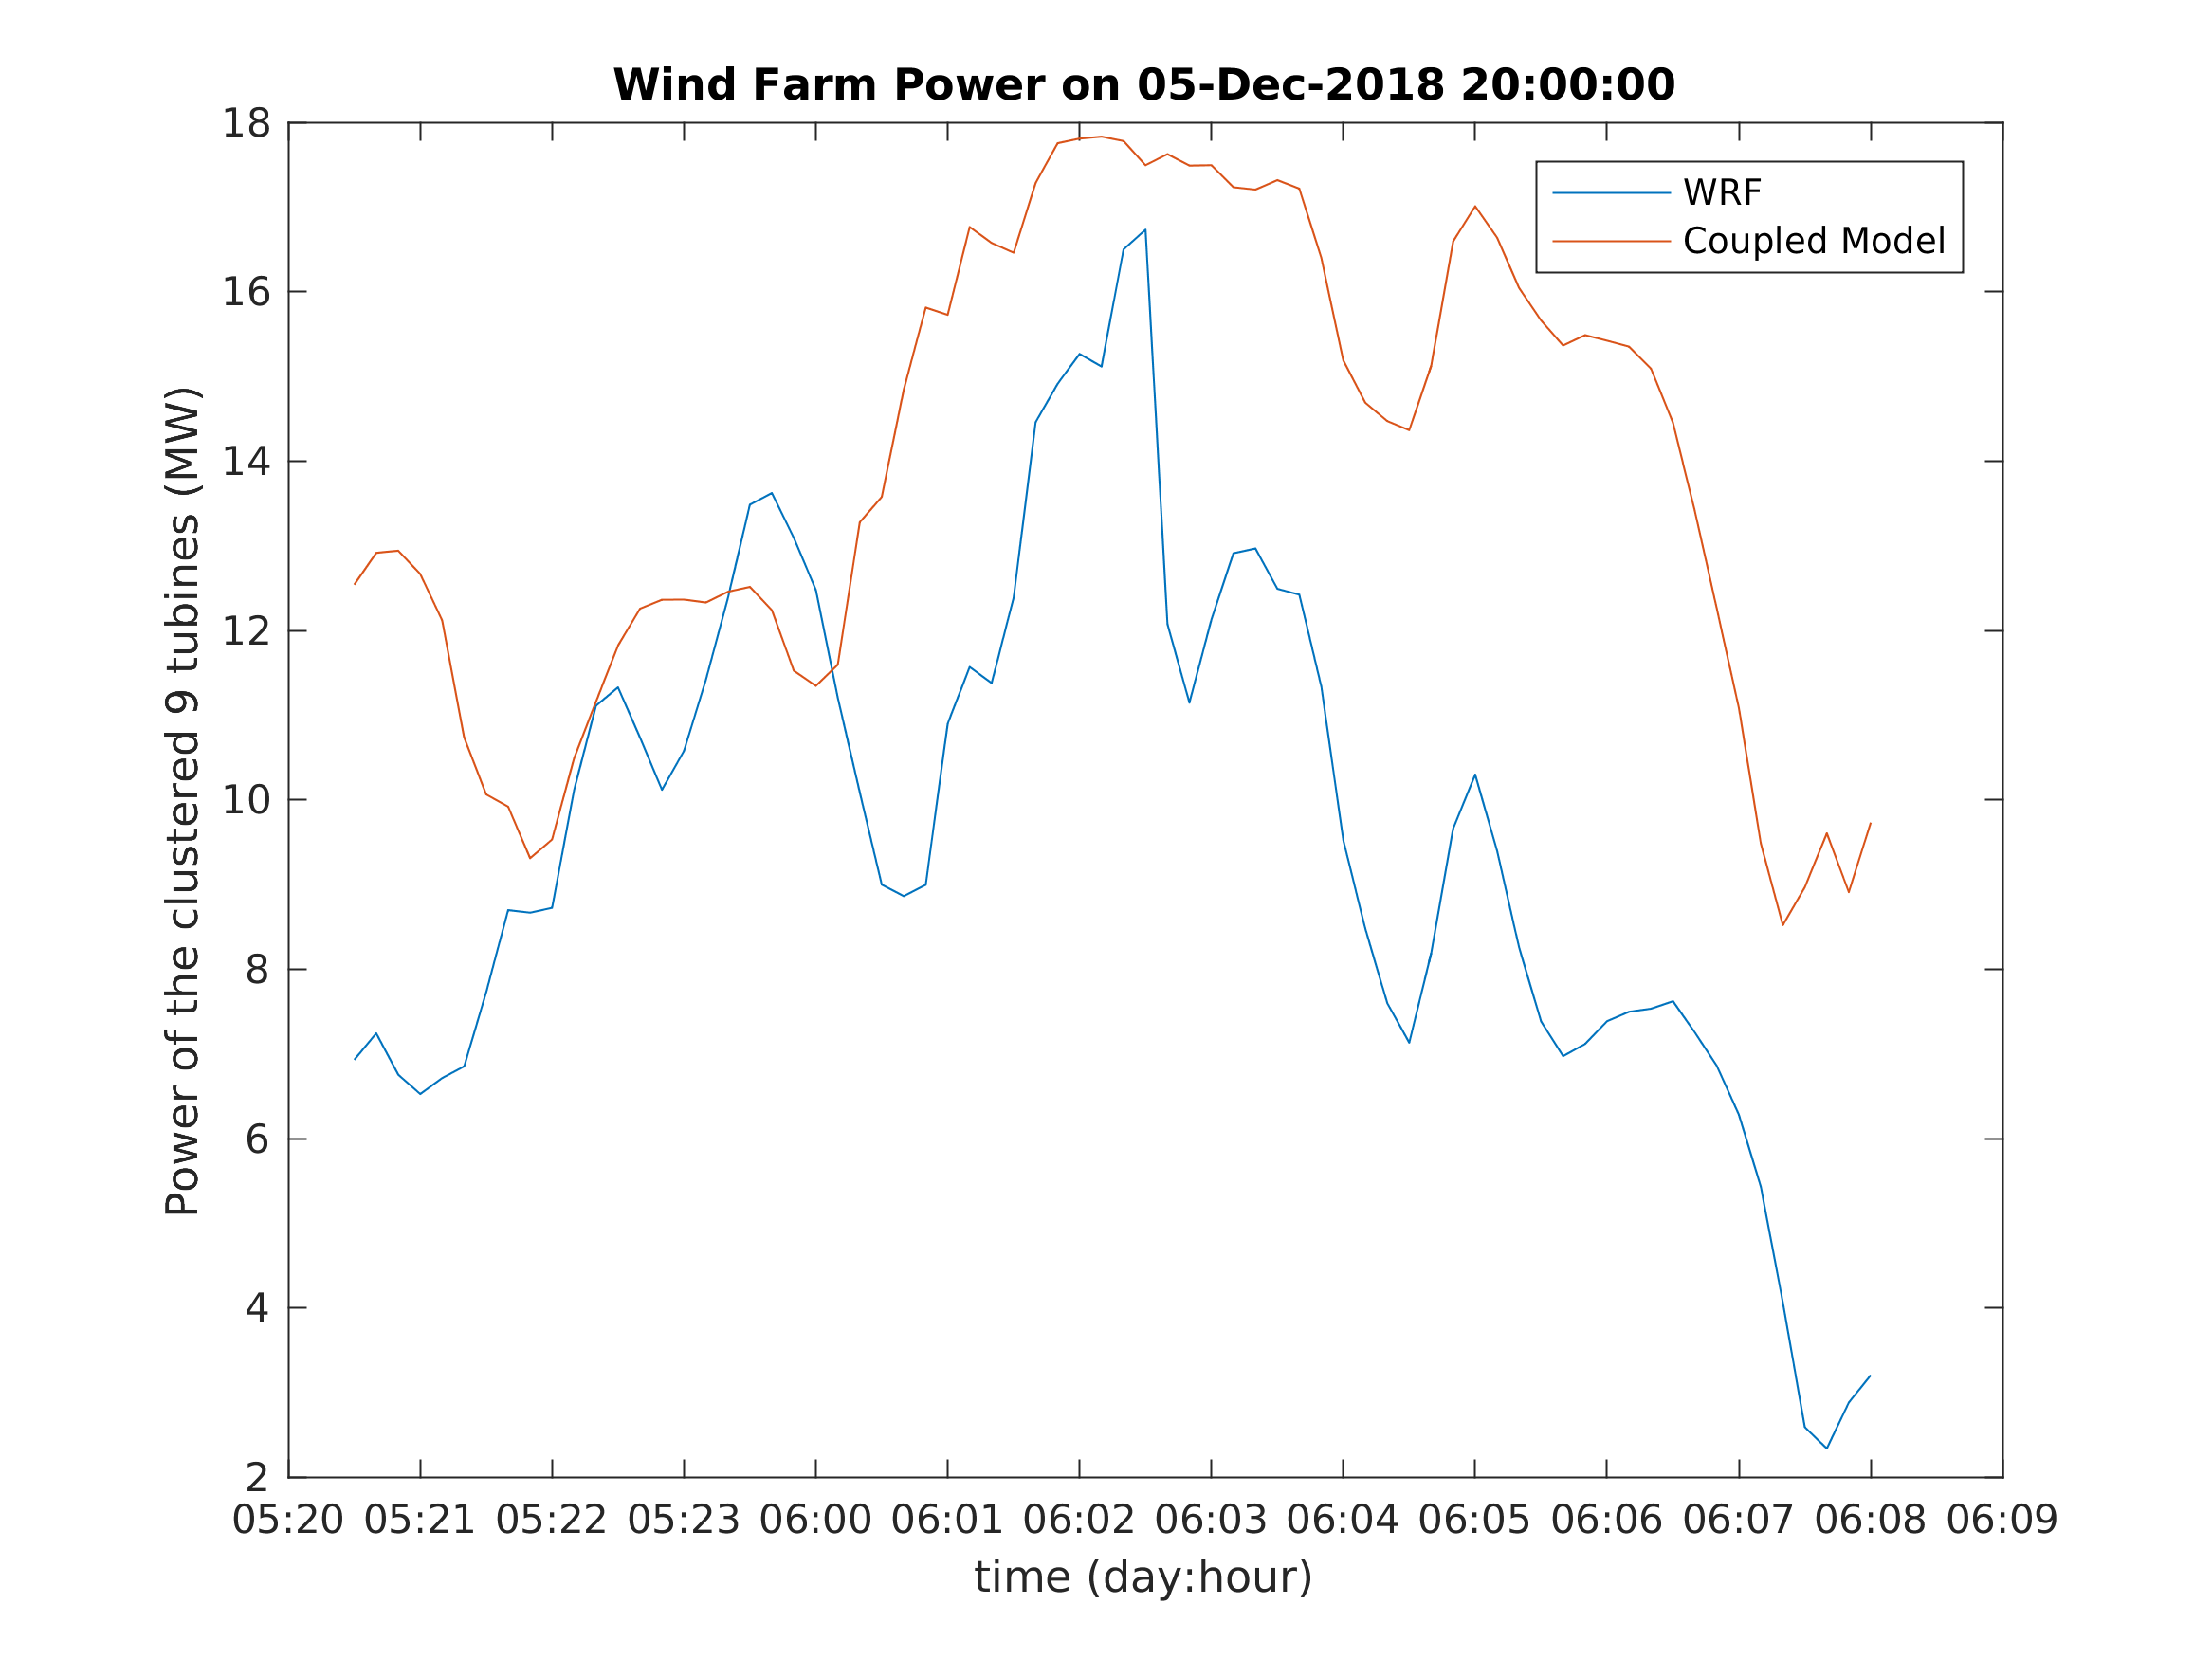 Wind Farm Power on 05-Dec-2018 20:00:00
WRF
Coupled Model
Power of the clustered 9 tubines (MW)
18
16
14
12
10
8
6
4
2
05:20 05:21 05:22 05:23 06:00 06:01 06:02 06:03 06:04 06:05 06:06 06:07 06:08 06:09
time (day:hour)